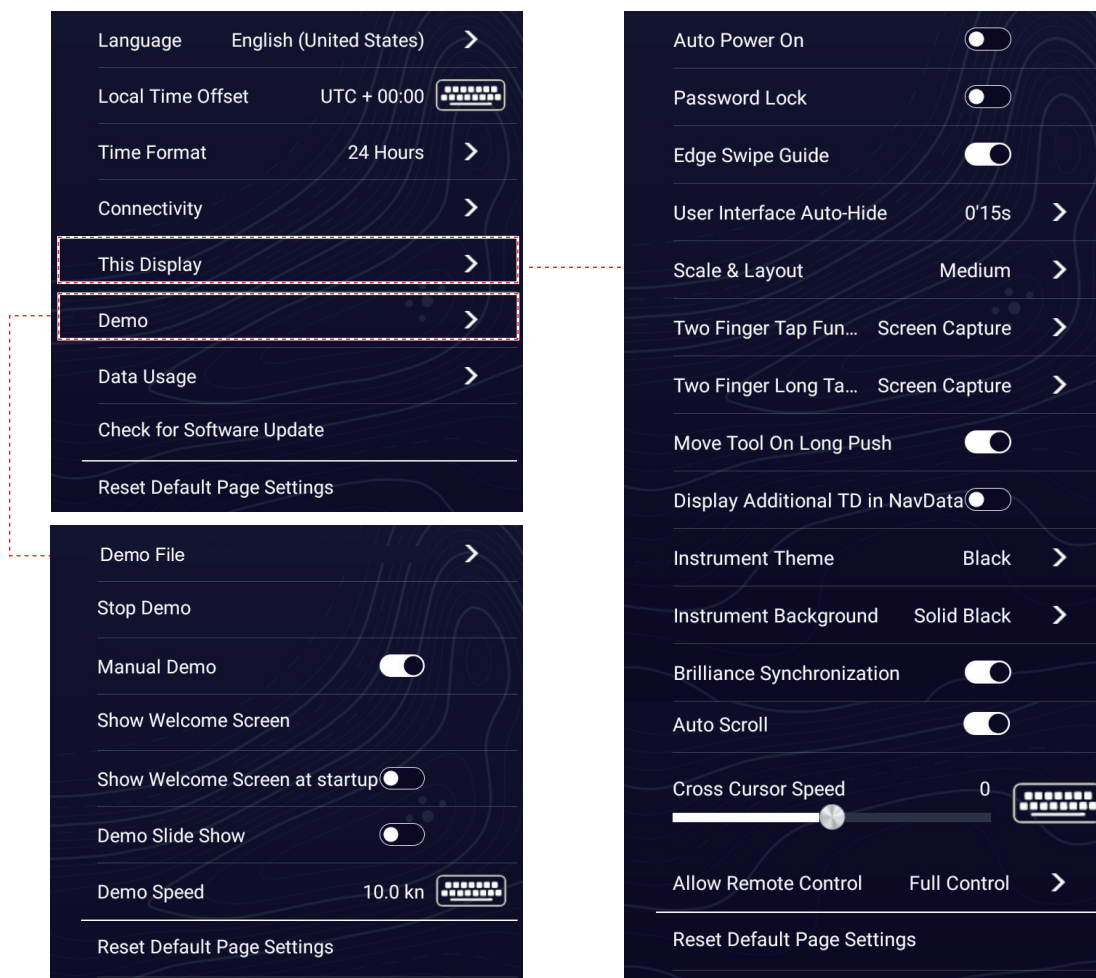 Language English (United States)
Local Time Offset UTC + 00:00
Time Format 24 Hours
Connectivity
This Display
Demo
Data Usage
Check for Software Update
Reset Default Page Settings
Demo File
Stop Demo
Manual Demo
Show Welcome Screen
Show Welcome Screen at startup
Demo Slide Show
Demo Speed 10.0 kn
Reset Default Page Settings
Auto Power On
Password Lock
Edge Swipe Guide
User Interface Auto-Hide 0'15s
Scale & Layout Medium
Two Finger Tap Fun... Screen Capture
Two Finger Long Ta... Screen Capture
Move Tool On Long Push
Display Additional TD in NavData
Instrument Theme Black
Instrument Background Solid Black
Brilliance Synchronization
Auto Scroll
Cross Cursor Speed 0
Allow Remote Control Full Control
Reset Default Page Settings